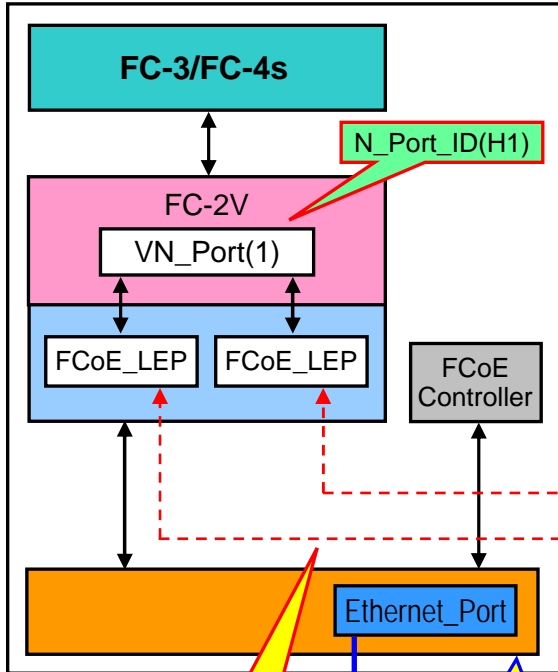 FC-3/FC-4s
N_Port_ID(H1)
FC-2V
VN_Port(1)
FCoE_LEP
FCoE_LEP
FCoE
Controller
Ethernet_Port